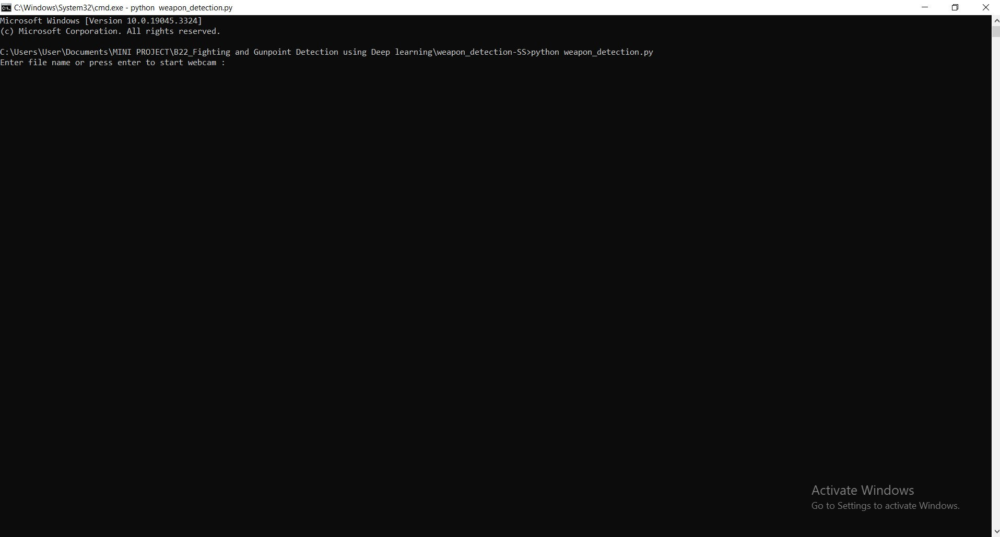 C:\Windows\System32\cmd.exe - python  weapon_detection.py
Microsoft Windows [Version 10.0.19045.3324]
(c) Microsoft Corporation. All rights reserved.
C:\Users\User\Documents\MINI PROJECT\B22_Fighting and Gunpoint Detection using Deep learning\weapon_detection-SS>python weapon_detection.py
Enter file name or press enter to start webcam :
Activate Windows
Go to Settings to activate Windows.